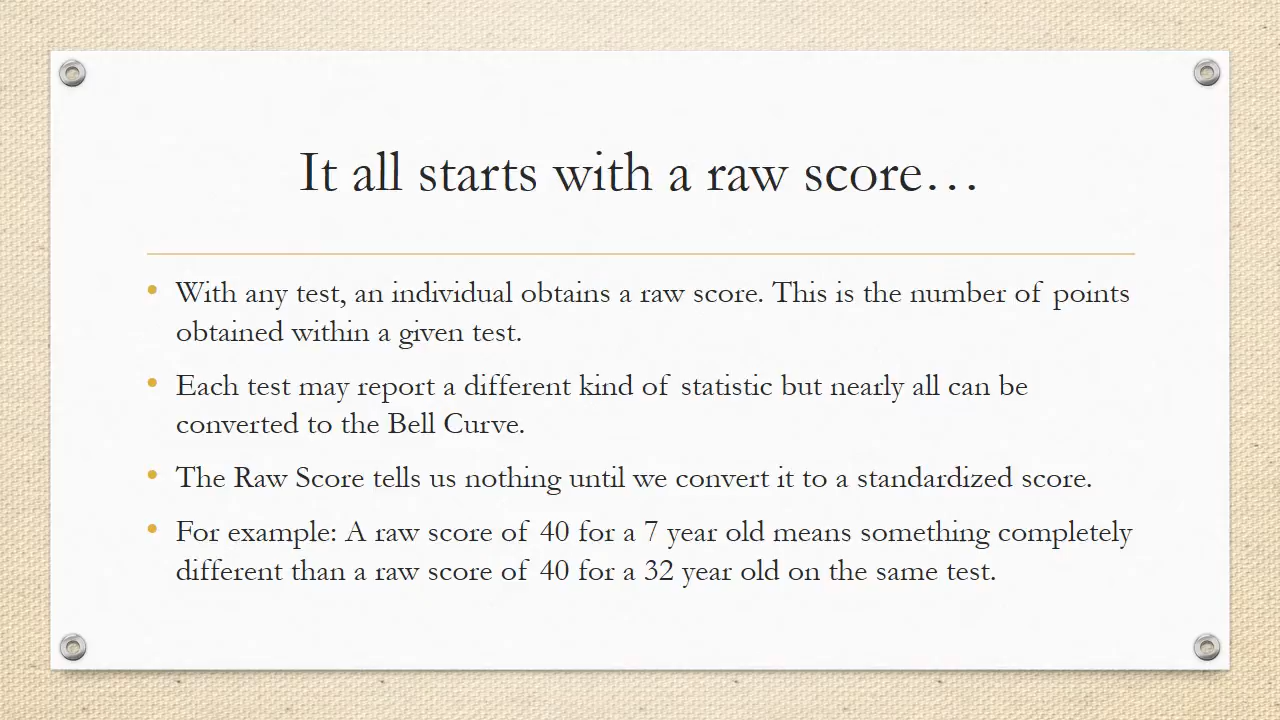 It all starts with a raw score…
• With any test, an individual obtains a raw score. This is the number of points
obtained within a given test.
• Each test may report a different kind of statistic but nearly all can be
converted to the Bell Curve.
• The Raw Score tells us nothing until we convert it to a standardized score.
• For example: A raw score of 40 for a 7 year old means something completely
different than a raw score of 40 for a 32 year old on the same test.